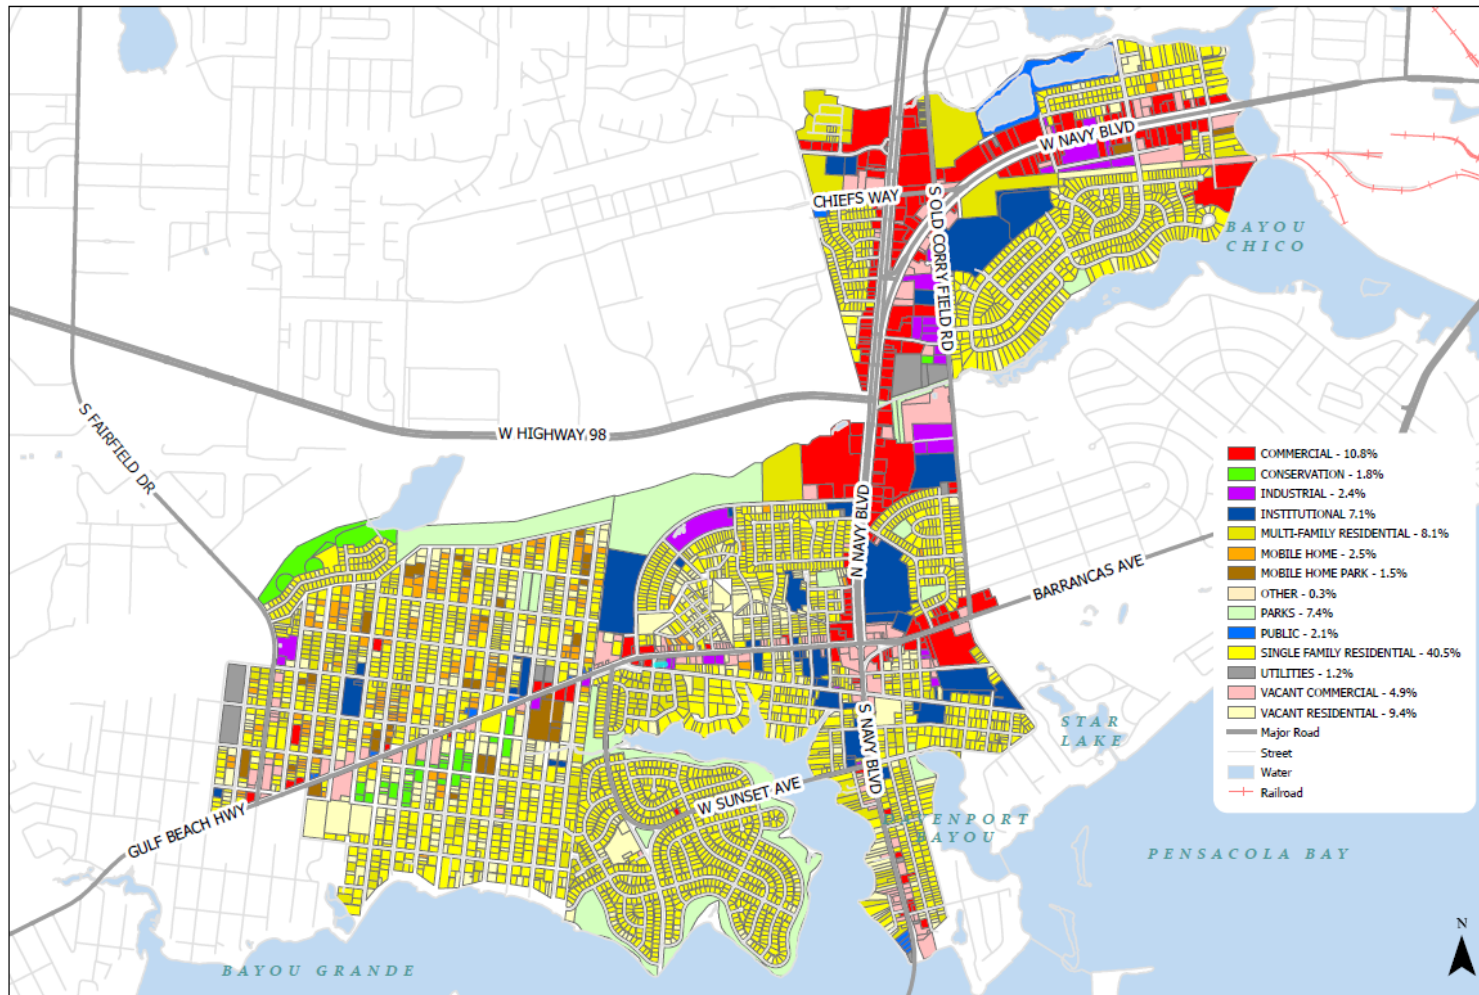 W NAVY BLVD
CHIEFS WAY
S OLD CORRY FIELD RD
BAYOU
CHICO
S FAIRFIELD DR
W HIGHWAY 98
N NAVY BLVD
BARRANCAS AVE
COMMERCIAL - 10.8%
CONSERVATION - 1.8%
INDUSTRIAL - 2.4%
INSTITUTIONAL 7.1%
MULTI-FAMILY RESIDENTIAL - 8.1%
MOBILE HOME - 2.5%
MOBILE HOME PARK - 1.5%
OTHER - 0.3%
PARKS - 7.4%
PUBLIC - 2.1%
SINGLE FAMILY RESIDENTIAL - 40.5%
UTILITIES - 1.2%
VACANT COMMERCIAL - 4.9%
VACANT RESIDENTIAL - 9.4%
Major Road
Street
Water
Railroad
STAR
LAKE
S NAVY BLVD
W SUNSET AVE
GULF BEACH HWY
BAYOU
PENSACOLA BAY
BAYOU GRANDE
N